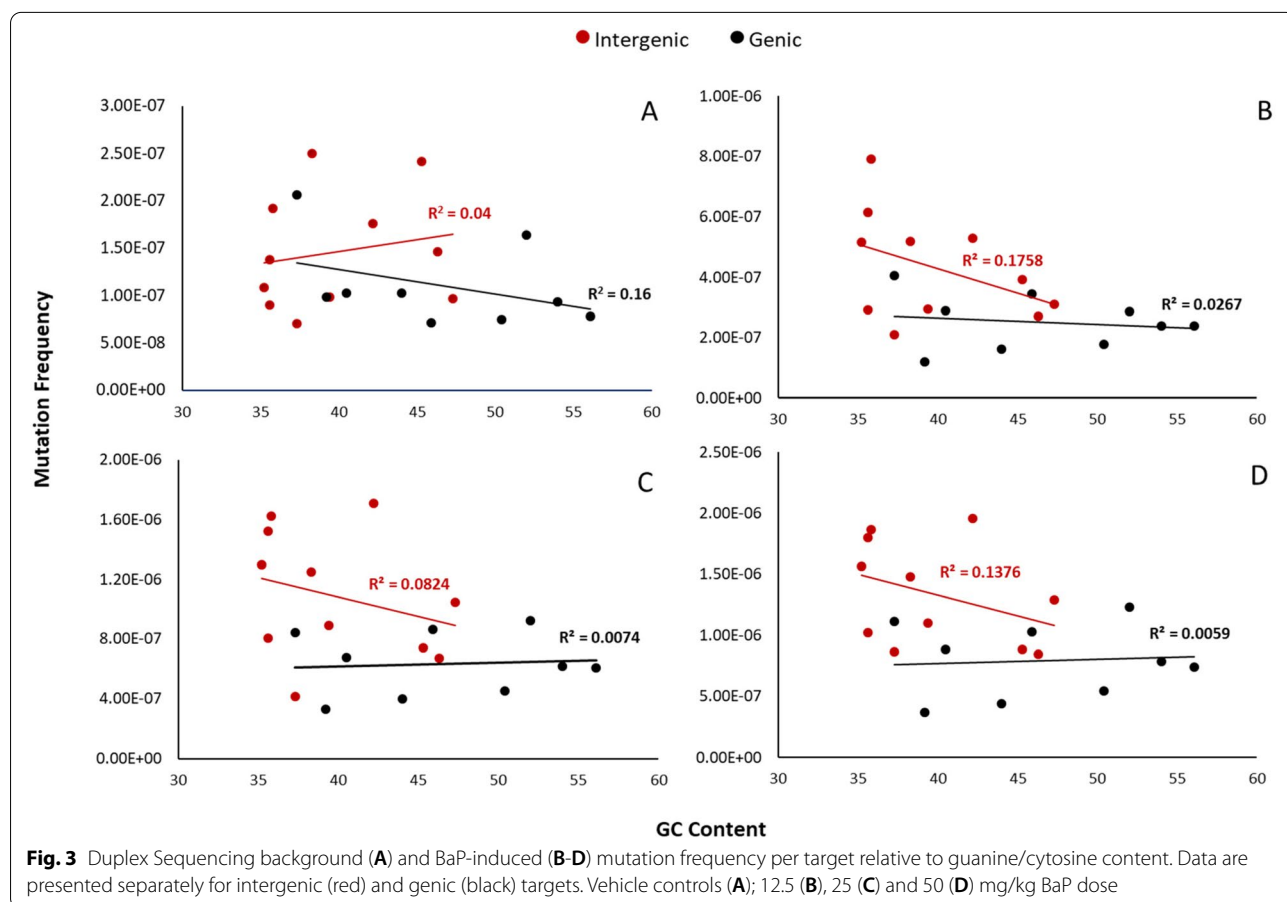 Intergenic Genic
Mutation Frequency
A
3.00E-07
2.50E-07
2.00E-07
1.50E-07
1.00E-07
5.00E-08
0.00E+00
R² = 0.04
R² = 0.16
30 35 40 45 50 55 60
B
1.00E-06
8.00E-07
6.00E-07
4.00E-07
2.00E-07
0.00E+00
R² = 0.1758
R² = 0.0267
30 35 40 45 50 55 60
C
2.00E-06
1.60E-06
1.20E-06
8.00E-07
4.00E-07
0.00E+00
R² = 0.0824
R² = 0.0074
30 35 40 45 50 55 60
D
2.50E-06
2.00E-06
1.50E-06
1.00E-06
5.00E-07
0.00E+00
R² = 0.1376
R² = 0.0059
30 35 40 45 50 55 60
GC Content
Fig. 3 Duplex Sequencing background (A) and BaP-induced (B-D) mutation frequency per target relative to guanine/cytosine content. Data are
presented separately for intergenic (red) and genic (black) targets. Vehicle controls (A); 12.5 (B), 25 (C) and 50 (D) mg/kg BaP dose